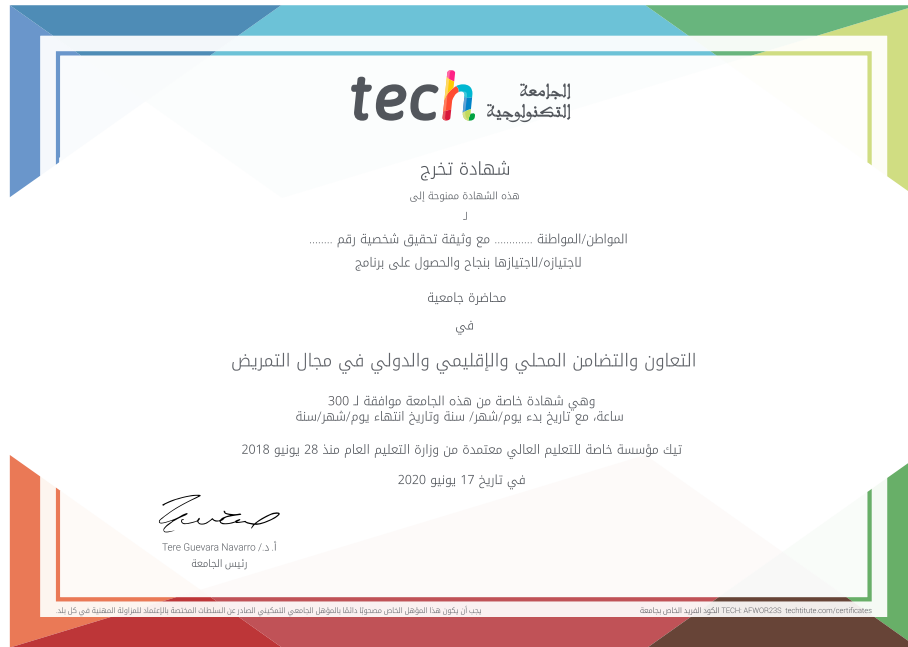 tech الجامعة
التكنولوجية
شهادة تخرج
هذه الشهادة ممنوحة إلى
لـ
المواطن/المواطنة ............. مع وثيقة تحقيق شخصية رقم ........
لاجتيازه/لاجتيازها بنجاح والحصول على برنامج
محاضرة جامعية
في
التعاون والتضامن المحلي والإقليمي والدولي في مجال التمريض
وهي شهادة خاصة من هذه الجامعة موافقة لـ 300
ساعة، مع تاريخ بدء يوم/شهر/ سنة وتاريخ انتهاء يوم/شهر/سنة
تيك مؤسسة خاصة للتعليم العالي معتمدة من وزارة التعليم العام منذ 28 يونيو 2018
في تاريخ 17 يونيو 2020
أ.د./ Tere Guevara Navarro
رئيس الجامعة
يجب أن يكون هذا المؤهل الخاص مصحوبًا دائمًا بالمؤهل الجامعي التمكيني الصادر عن السلطات المختصة بالإعتماد للمزاولة المهنية في كل بلد.
الكود الفريد الخاص بجامعة TECH: AFWOR23S techtitute.com/certificates